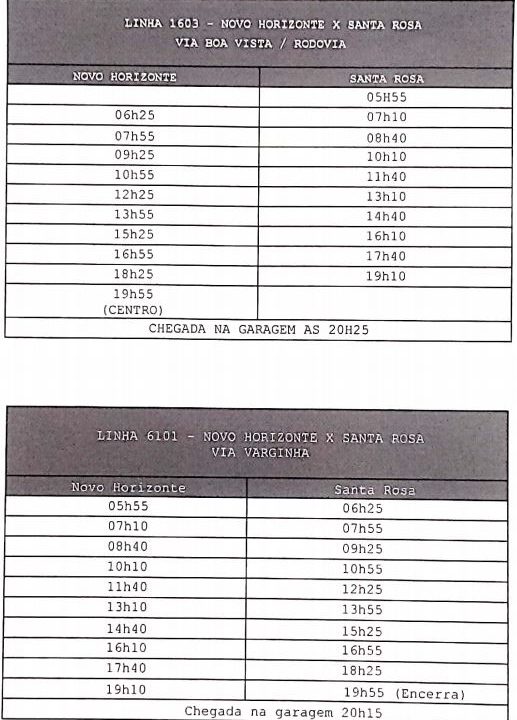 LINHA 1603 - NOVO HORIZONTE X SANTA ROSA
VIA BOA VISTA / RODOVIA
NOVO HORIZONTE SANTA ROSA
05H55
06h25 07h10
07h55 08h40
09h25 10h10
10h55 11h40
12h25 13h10
13h55 14h40
15h25 16h10
16h55 17h40
18h25 19h10
19h55
(CENTRO)
CHEGADA NA GARAGEM AS 20H25
LINHA 6101 - NOVO HORIZONTE X SANTA ROSA
VIA VARGINHA
Novo Horizonte Santa Rosa
05h55 06h25
07h10 07h55
08h40 09h25
10h10 10h55
11h40 12h25
13h10 13h55
14h40 15h25
16h10 16h55
17h40 18h25
19h10 19h55 (Encerra)
Chegada na garagem 20h15